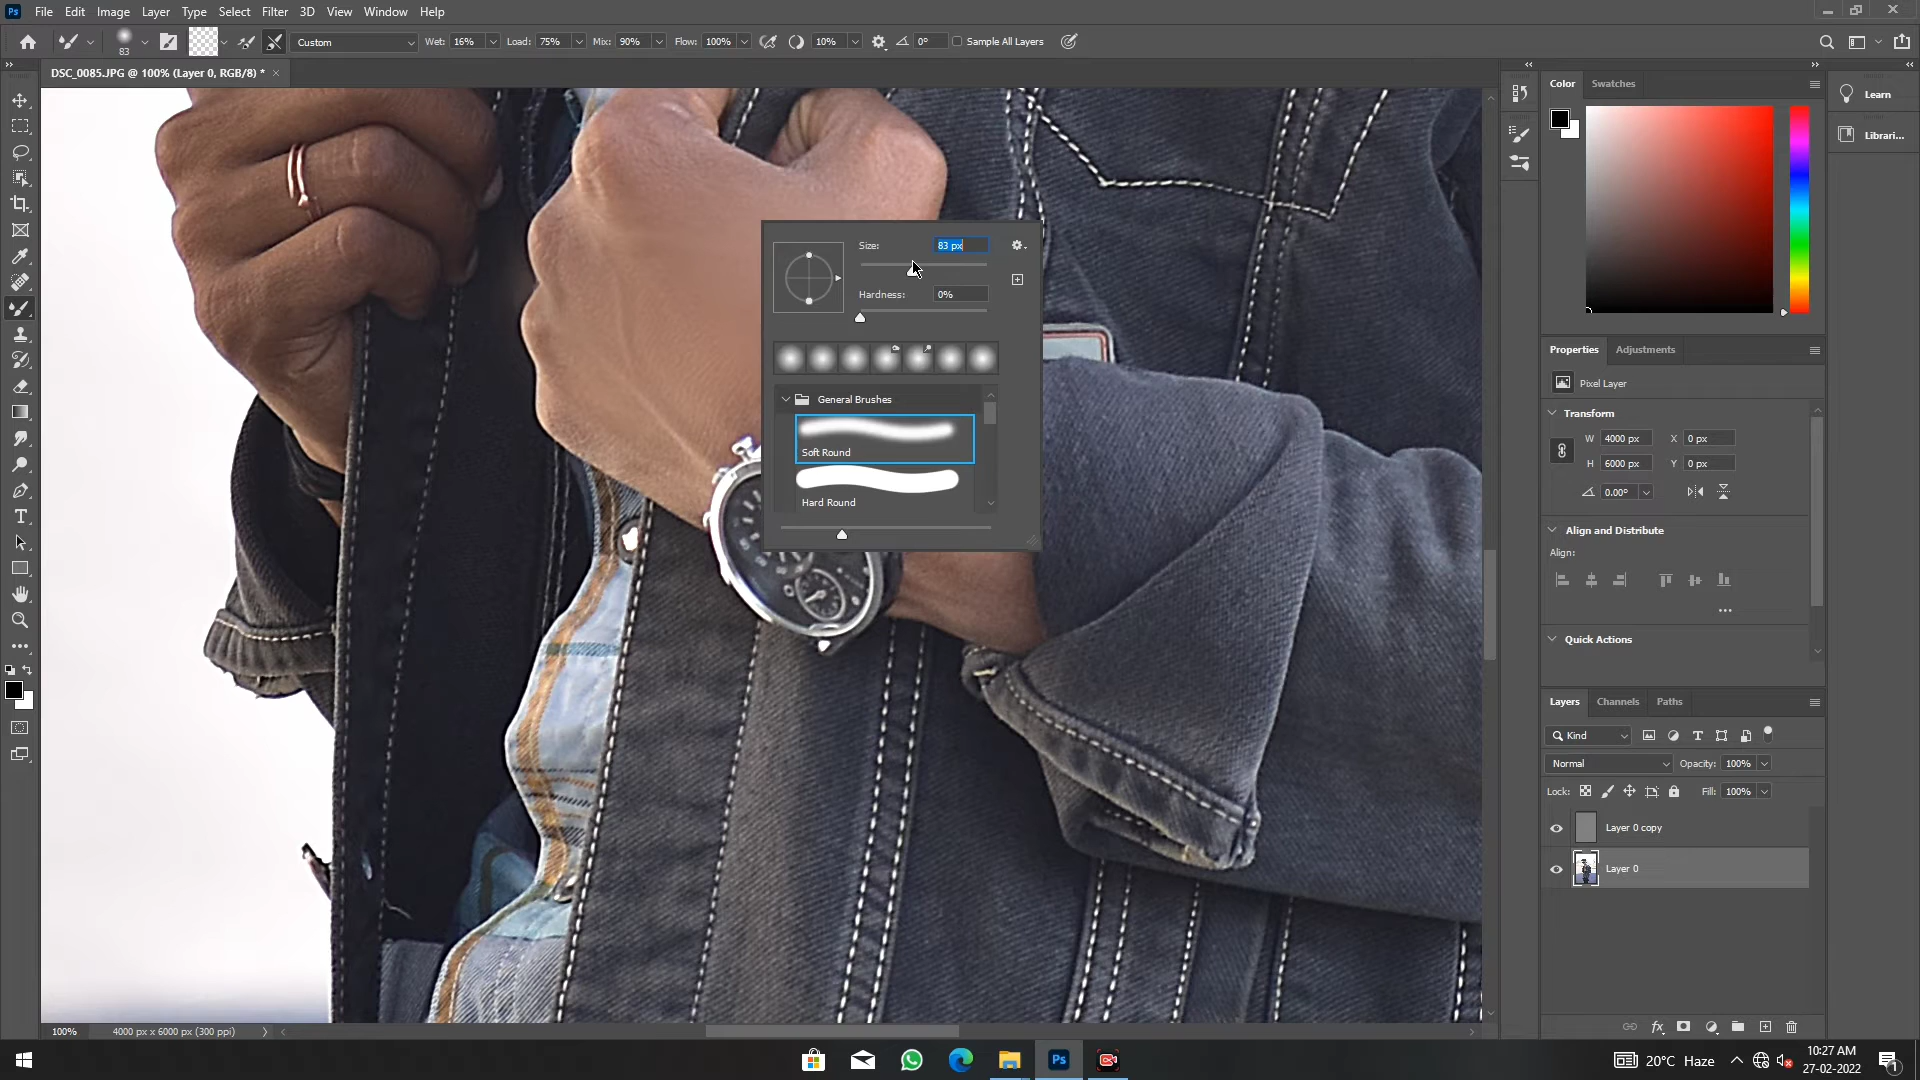 Ps File Edit Image Layer Type Select Filter 3D View Window Help
83 Custom Wet: 16% Load: 75% Mix: 90% Flow: 100% 10% 0° Sample All Layers
DSC_0085.JPG @ 100% (Layer 0, RGB/8) *
Color Swatches
Learn
Librari...
Size: 83 px
Hardness: 0%
General Brushes
Soft Round
Hard Round
Properties Adjustments
Pixel Layer
Transform
W 4000 px X 0 px
H 6000 px Y 0 px
0.00°
Align and Distribute
Align:
Quick Actions
Layers Channels Paths
Kind
Normal Opacity: 100%
Lock: Fill: 100%
Layer 0 copy
Layer 0
100% 4000 px x 6000 px (300 ppi)
Ps
20°C Haze
10:27 AM
27-02-2022
1